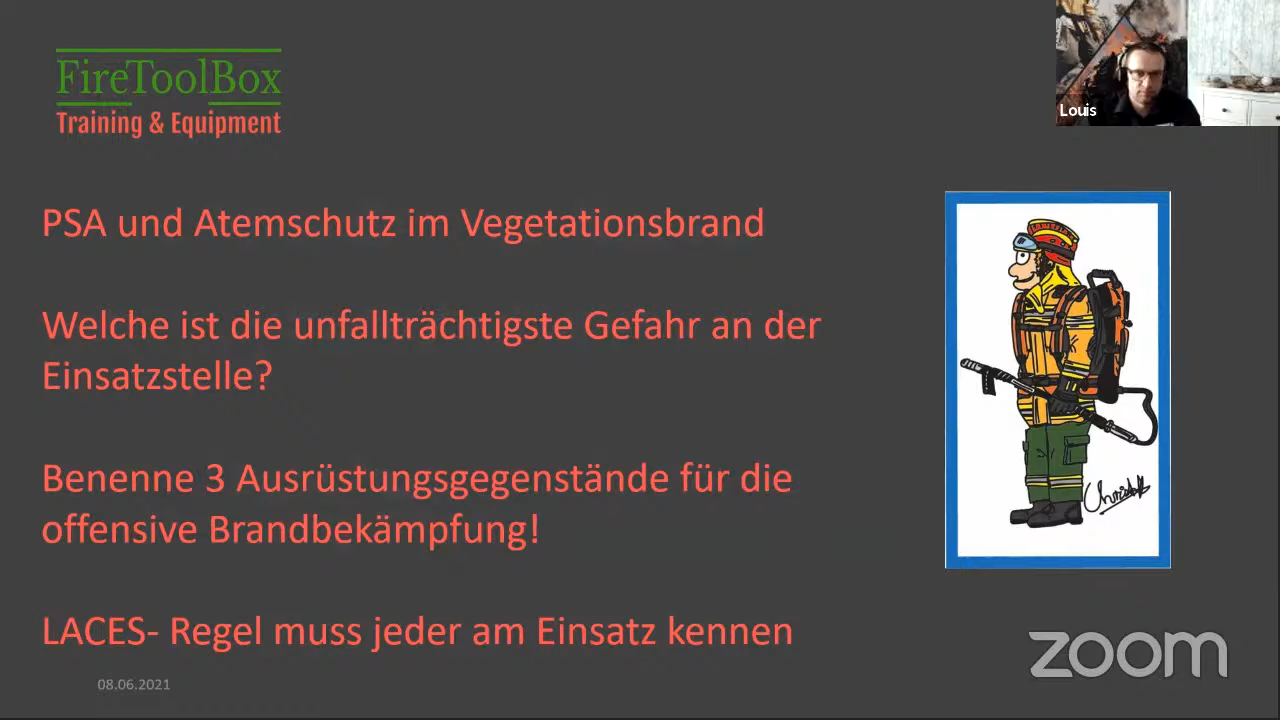 FireToolBox
Training & Equipment
Louis
PSA und Atemschutz im Vegetationsbrand
Welche ist die unfallträchtigste Gefahr an der
Einsatzstelle?
Benenne 3 Ausrüstungsgegenstände für die
offensive Brandbekämpfung!
LACES- Regel muss jeder am Einsatz kennen
08.06.2021
zoom